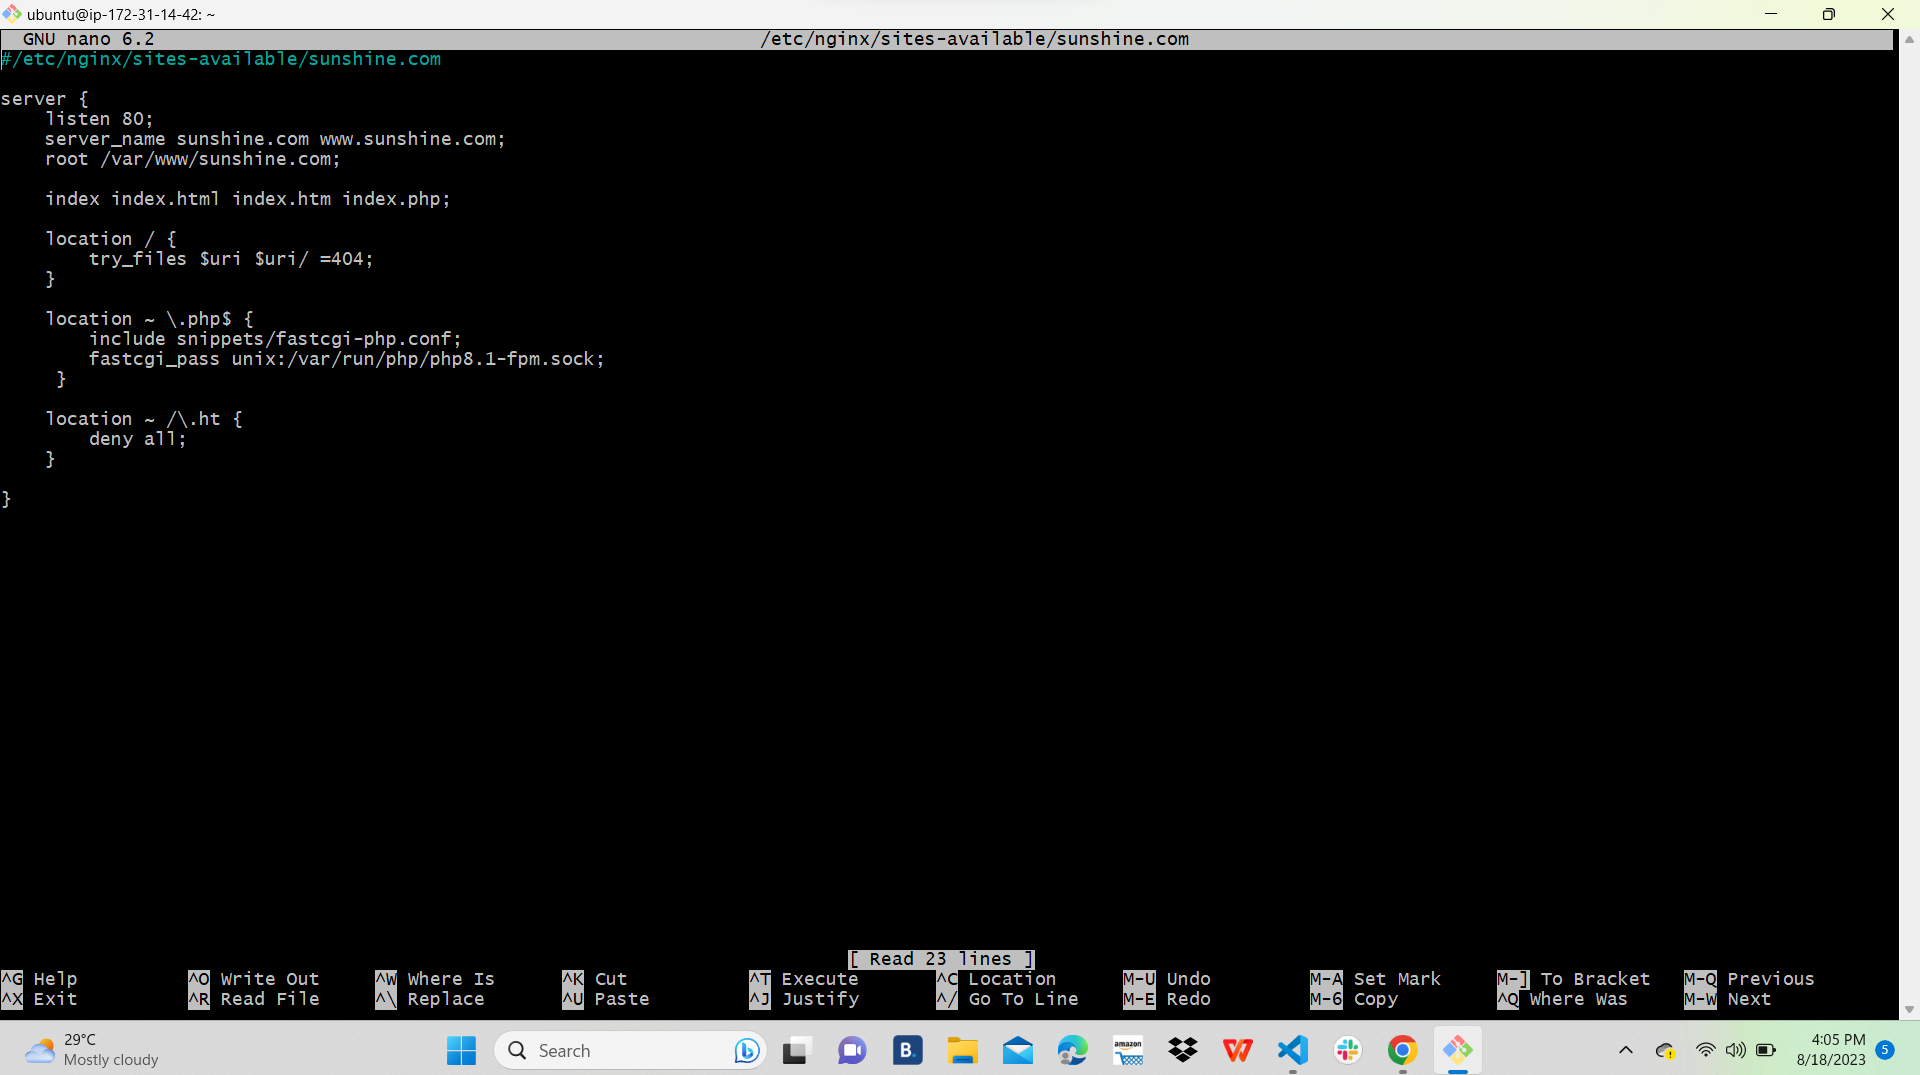 ubuntu@ip-172-31-14-42: ~
GNU nano 6.2 /etc/nginx/sites-available/sunshine.com
#/etc/nginx/sites-available/sunshine.com

server {
    listen 80;
    server_name sunshine.com www.sunshine.com;
    root /var/www/sunshine.com;

    index index.html index.htm index.php;

    location / {
        try_files $uri $uri/ =404;
    }

    location ~ \.php$ {
        include snippets/fastcgi-php.conf;
        fastcgi_pass unix:/var/run/php/php8.1-fpm.sock;
     }

    location ~ /\.ht {
        deny all;
    }

}
[ Read 23 lines ]
^G Help ^O Write Out ^W Where Is ^K Cut ^T Execute ^C Location M-U Undo M-A Set Mark M-] To Bracket M-Q Previous
^X Exit ^R Read File ^\ Replace ^U Paste ^J Justify ^/ Go To Line M-E Redo M-6 Copy ^Q Where Was M-W Next
29°C
Mostly cloudy
Search
B.
amazon
4:05 PM
8/18/2023
5